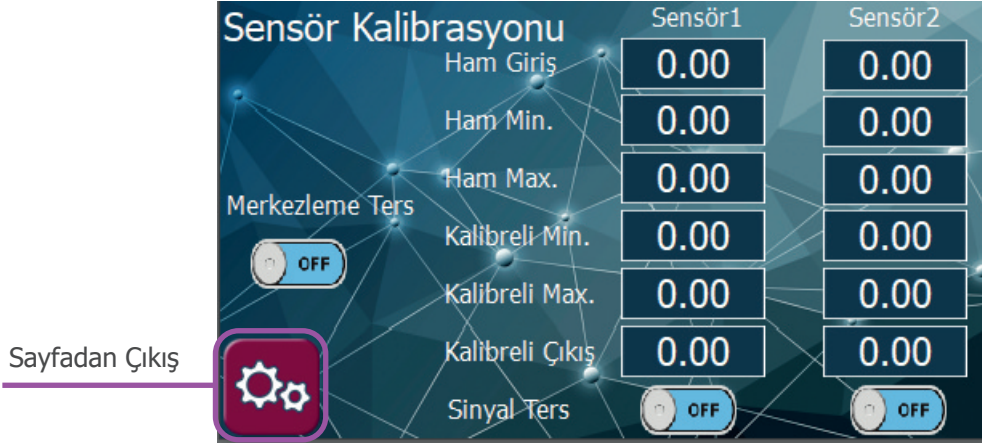 Sensör Kalibrasyonu Sensör1 Sensör2
Ham Giriş 0.00 0.00
Ham Min. 0.00 0.00
Ham Max. 0.00 0.00
Merkezleme Ters
Kalibreli Min. 0.00 0.00
OFF
Kalibreli Max. 0.00 0.00
Sayfadan Çıkış
Kalibreli Çıkış 0.00 0.00
Sinyal Ters OFF OFF